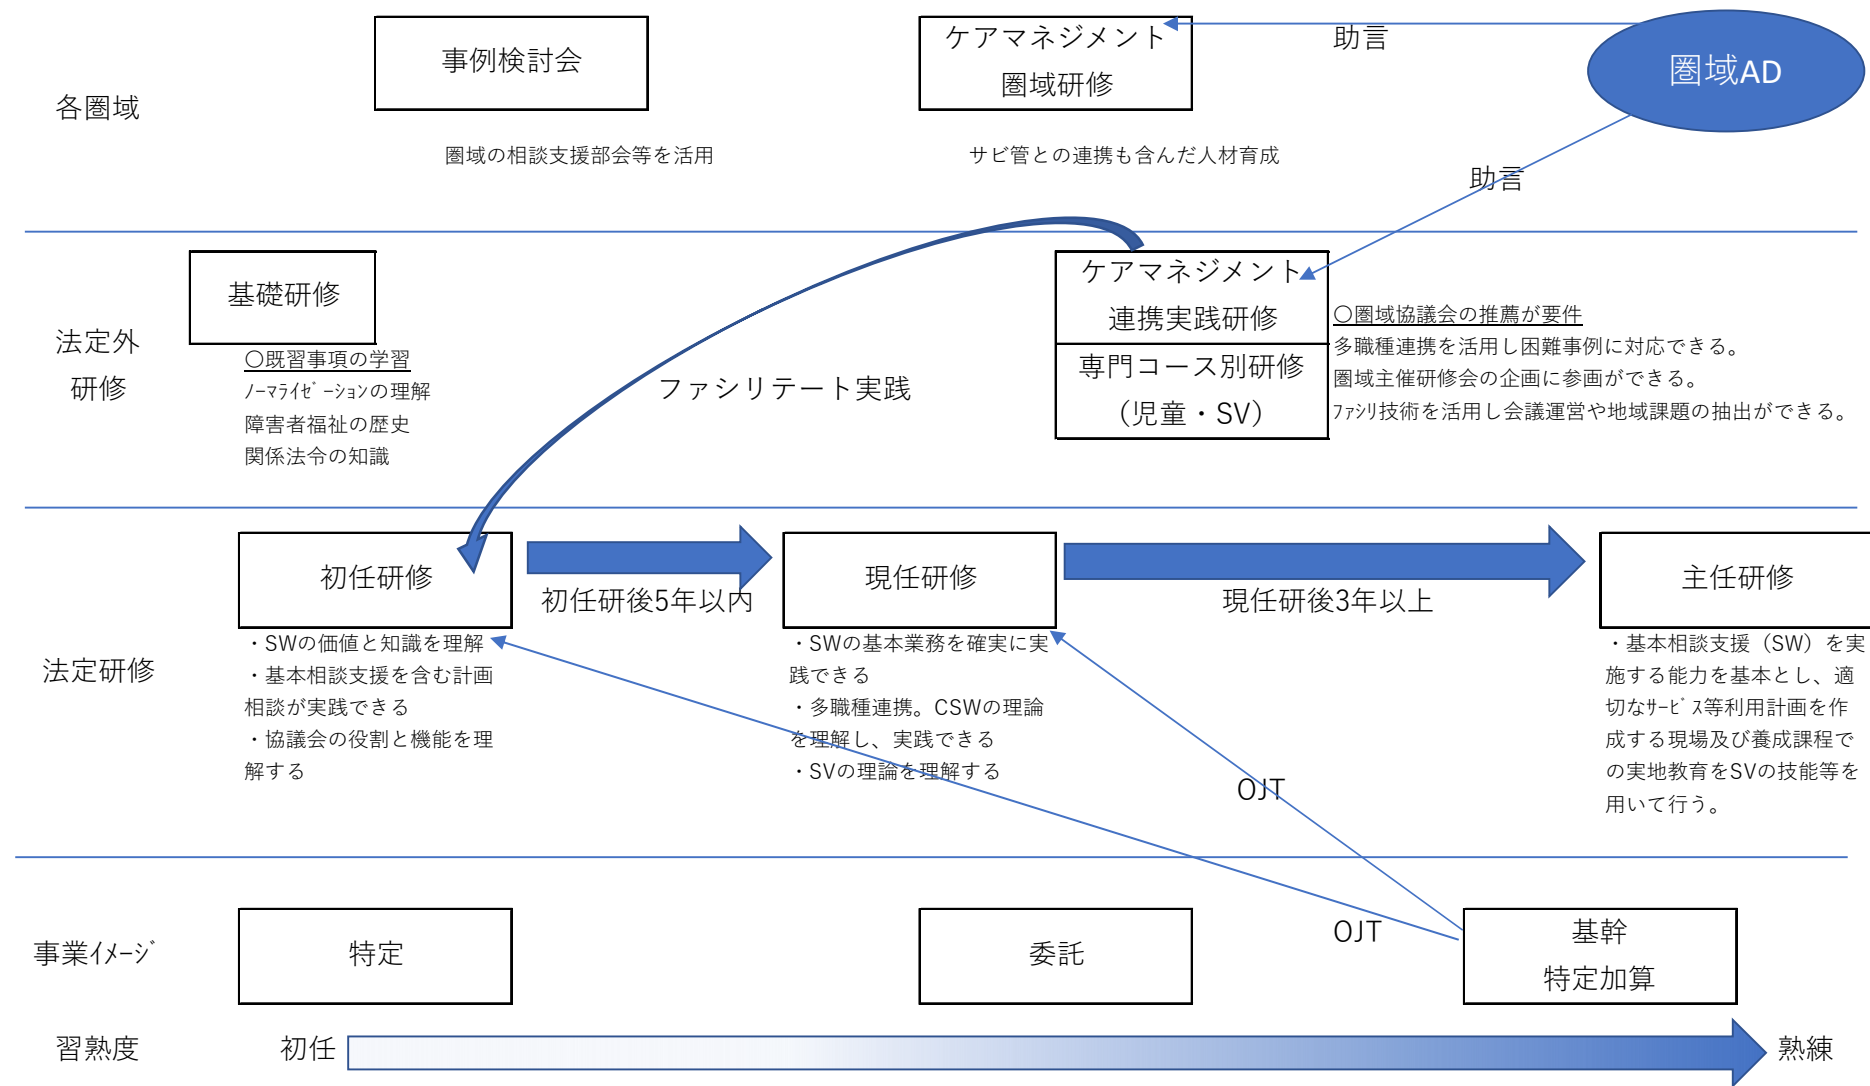 各圏域
事例検討会
圏域の相談支援部会等を活用
ケアマネジメント
圏域研修
サビ管との連携も含んだ人材育成
助言
圏域AD
助言
法定外
研修
基礎研修
〇既習事項の学習
ﾉｰﾏﾗｲｾﾞｰｼｮﾝの理解
障害者福祉の歴史
関係法令の知識
ファシリテート実践
ケアマネジメント
連携実践研修
専門コース別研修
（児童・SV）
〇圏域協議会の推薦が要件
多職種連携を活用し困難事例に対応できる。
圏域主催研修会の企画に参画ができる。
ﾌｧｼﾘ技術を活用し会議運営や地域課題の抽出ができる。
法定研修
初任研修
・SWの価値と知識を理解
・基本相談支援を含む計画
相談が実践できる
・協議会の役割と機能を理
解する
初任研後5年以内
現任研修
・SWの基本業務を確実に実
践できる
・多職種連携。CSWの理論
を理解し、実践できる
・SVの理論を理解する
現任研後3年以上
主任研修
・基本相談支援（SW）を実
施する能力を基本とし、適
切なｻｰﾋﾞｽ等利用計画を作
成する現場及び養成課程で
の実地教育をSVの技能等を
用いて行う。
OJT
事業ｲﾒｰｼﾞ
特定
委託
OJT
基幹
特定加算
習熟度
初任
熟練